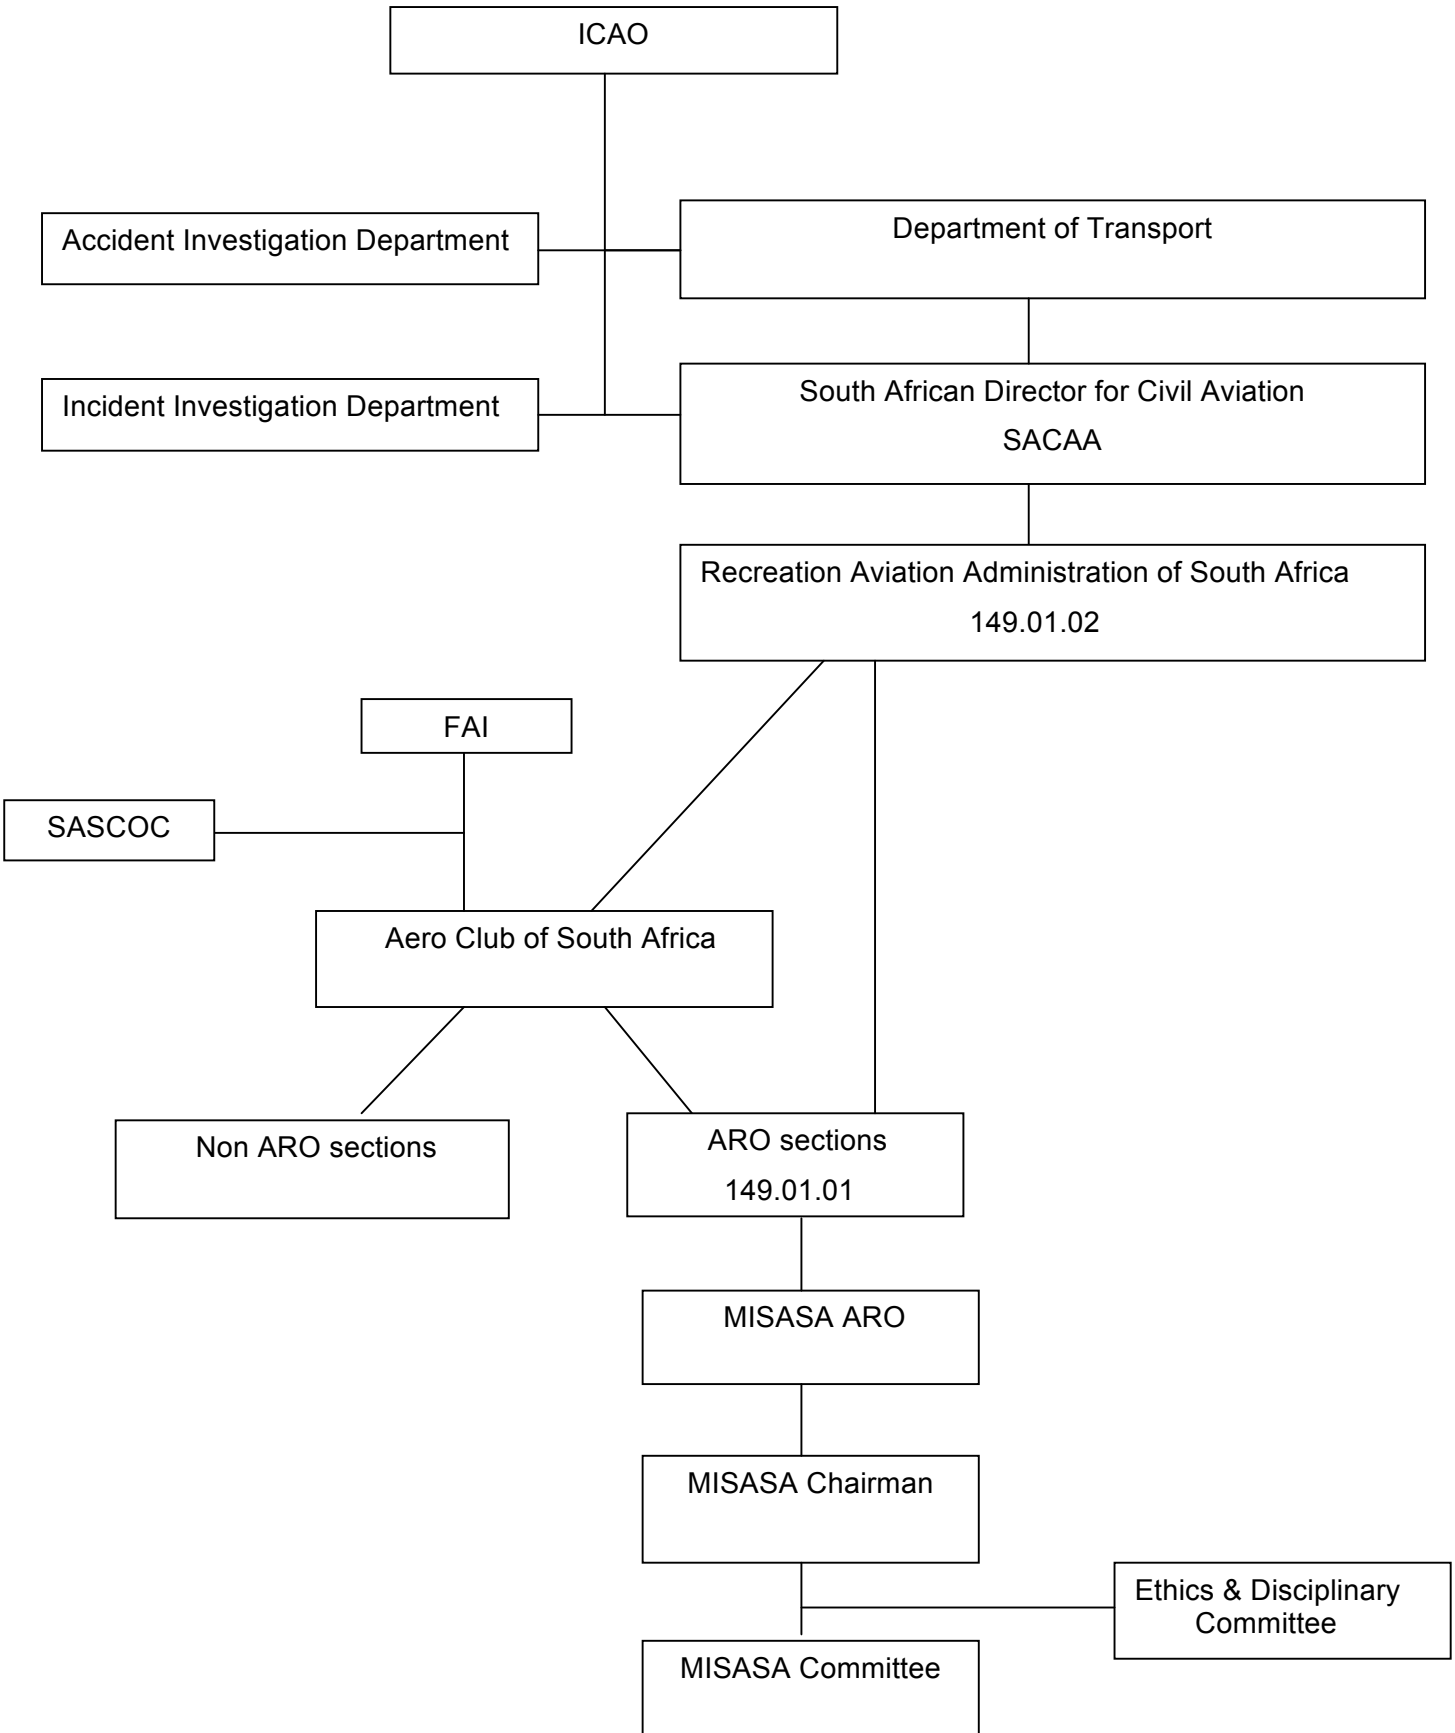 ICAO
Accident Investigation Department
Department of Transport
Incident Investigation Department
South African Director for Civil Aviation
SACAA
Recreation Aviation Administration of South Africa
149.01.02
FAI
SASCOC
Aero Club of South Africa
Non ARO sections
ARO sections
149.01.01
MISASA ARO
MISASA Chairman
Ethics & Disciplinary
Committee
MISASA Committee